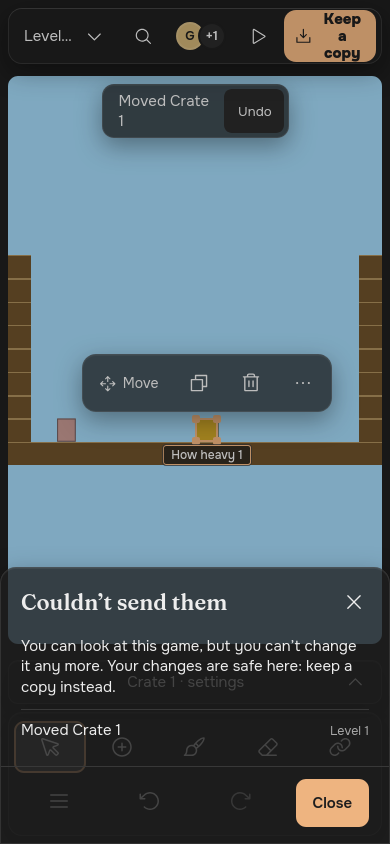 Level...
G
+1
Keep
a
copy
Moved Crate
1
Undo
Move
How heavy 1
Couldn't send them
You can look at this game, but you can't change
it any more. Your changes are safe here: keep a
copy instead.
Crate 1 · settings
Moved Crate 1
Level 1
Close